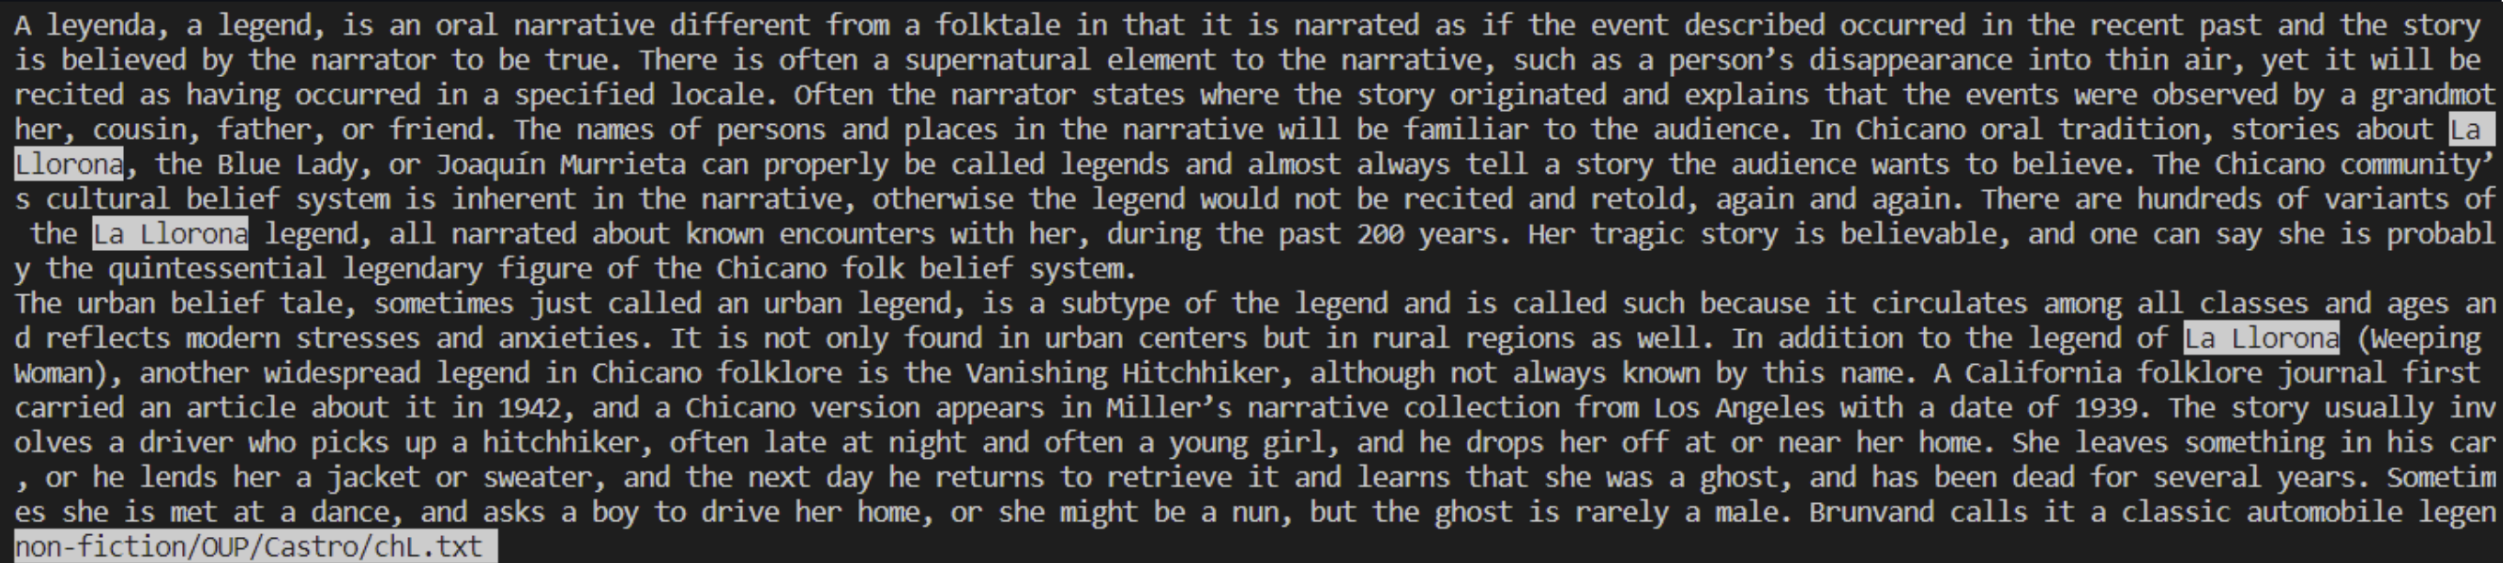 A leyenda, a legend, is an oral narrative different from a folktale in that it is narrated as if the event described occurred in the recent past and the story
is believed by the narrator to be true. There is often a supernatural element to the narrative, such as a person’s disappearance into thin air, yet it will be
recited as having occurred in a specified locale. Often the narrator states where the story originated and explains that the events were observed by a grandmot
her, cousin, father, or friend. The names of persons and places in the narrative will be familiar to the audience. In Chicano oral tradition, stories about La
Llorona, the Blue Lady, or Joaquín Murrieta can properly be called legends and almost always tell a story the audience wants to believe. The Chicano community’
s cultural belief system is inherent in the narrative, otherwise the legend would not be recited and retold, again and again. There are hundreds of variants of
 the La Llorona legend, all narrated about known encounters with her, during the past 200 years. Her tragic story is believable, and one can say she is probabl
y the quintessential legendary figure of the Chicano folk belief system.
The urban belief tale, sometimes just called an urban legend, is a subtype of the legend and is called such because it circulates among all classes and ages an
d reflects modern stresses and anxieties. It is not only found in urban centers but in rural regions as well. In addition to the legend of La Llorona (Weeping
Woman), another widespread legend in Chicano folklore is the Vanishing Hitchhiker, although not always known by this name. A California folklore journal first
carried an article about it in 1942, and a Chicano version appears in Miller’s narrative collection from Los Angeles with a date of 1939. The story usually inv
olves a driver who picks up a hitchhiker, often late at night and often a young girl, and he drops her off at or near her home. She leaves something in his car
, or he lends her a jacket or sweater, and the next day he returns to retrieve it and learns that she was a ghost, and has been dead for several years. Sometim
es she is met at a dance, and asks a boy to drive her home, or she might be a nun, but the ghost is rarely a male. Brunvand calls it a classic automobile legen
non-fiction/OUP/Castro/chL.txt